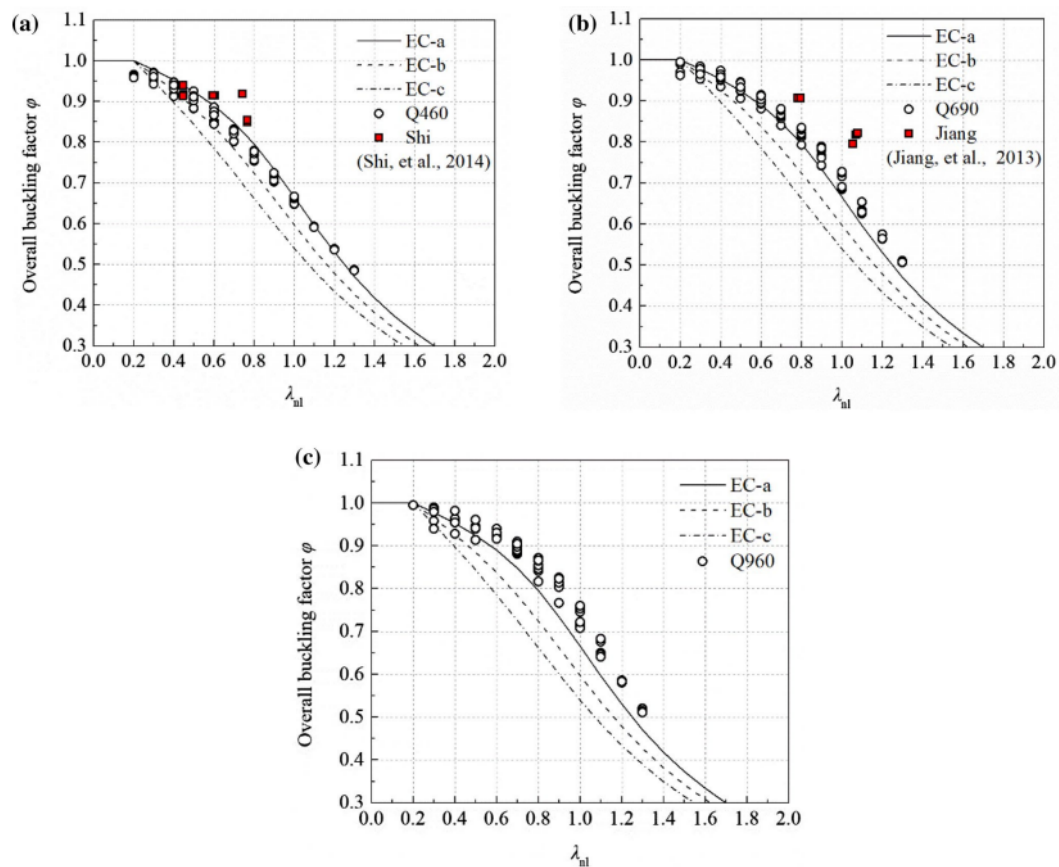 (a)
1.1
1.0
0.9
0.8
0.7
0.6
0.5
0.4
0.3
Overall buckling factor φ
EC-a
EC-b
EC-c
Q460
Shi
(Shi, et al., 2014)
0.0 0.2 0.4 0.6 0.8 1.0 1.2 1.4 1.6 1.8 2.0
λnl
(b)
1.1
1.0
0.9
0.8
0.7
0.6
0.5
0.4
0.3
Overall buckling factor φ
EC-a
EC-b
EC-c
Q690
Jiang
(Jiang, et al., 2013)
0.0 0.2 0.4 0.6 0.8 1.0 1.2 1.4 1.6 1.8 2.0
λnl
(c)
1.1
1.0
0.9
0.8
0.7
0.6
0.5
0.4
0.3
Overall buckling factor φ
EC-a
EC-b
EC-c
Q960
0.0 0.2 0.4 0.6 0.8 1.0 1.2 1.4 1.6 1.8 2.0
λnl